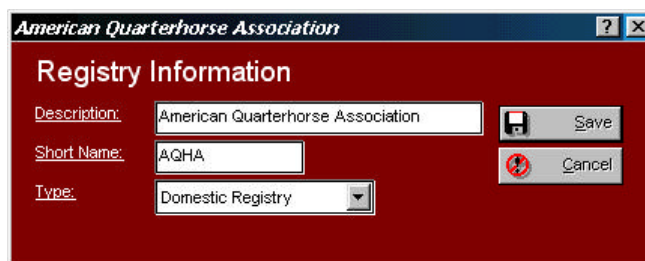 American Quarterhorse Association ? X
Registry Information
Description: American Quarterhorse Association
Save
Short Name: AQHA
Cancel
Type: Domestic Registry